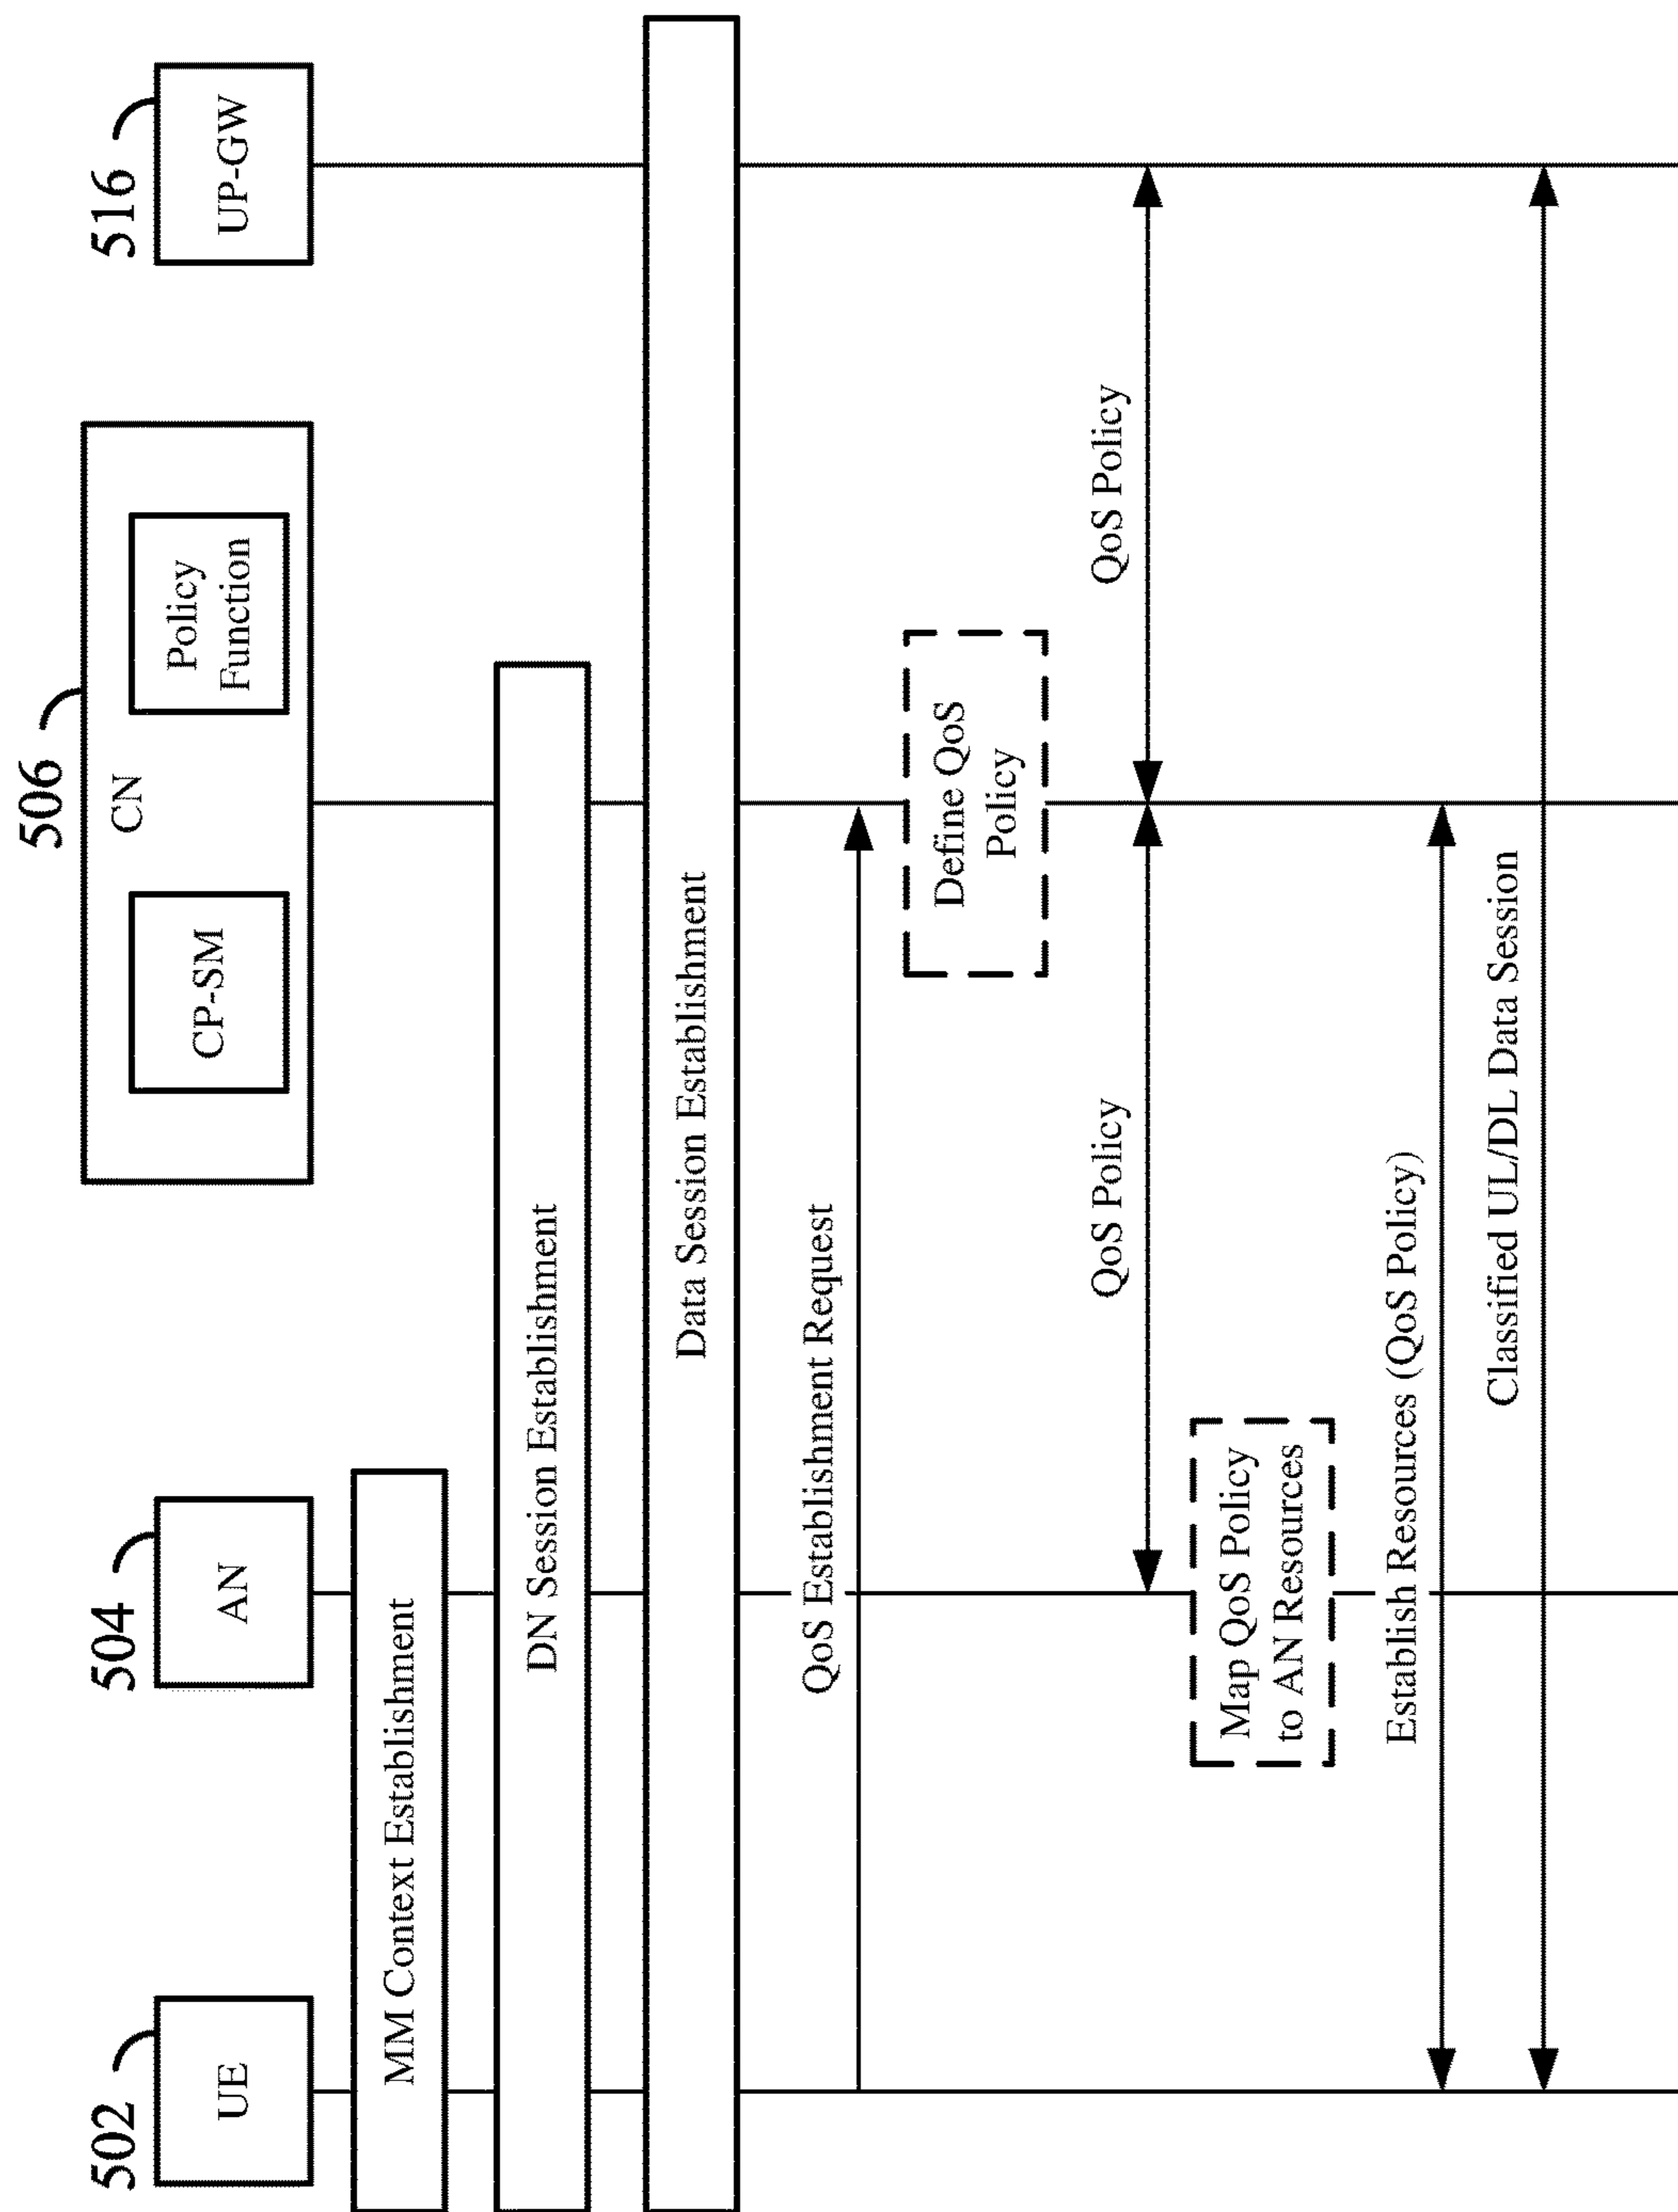 502
504
506
516
UE
AN
CN
CP-SM
Policy
Function
UP-GW
MM Context Establishment
DN Session Establishment
Data Session Establishment
QoS Establishment Request
Define QoS
Policy
QoS Policy
QoS Policy
Map QoS Policy
to AN Resources
Establish Resources (QoS Policy)
Classified UL/DL Data Session